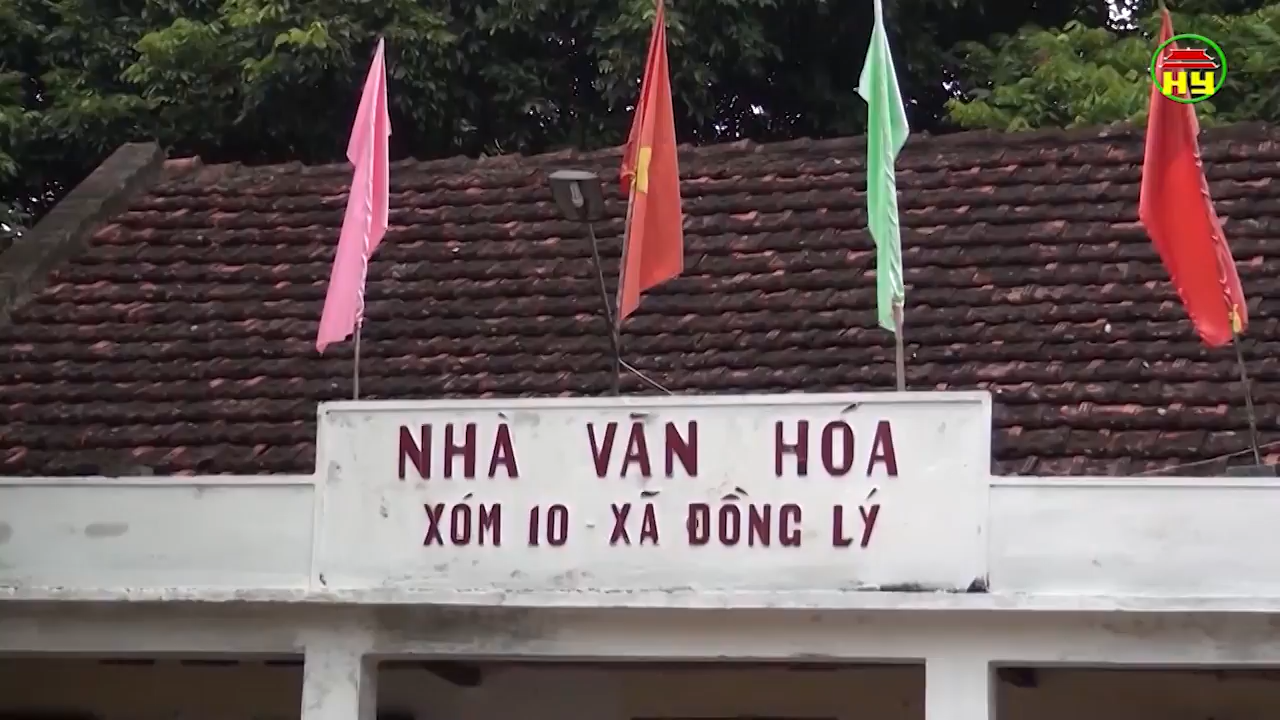 HY
NHÀ VĂN HÓA
XÓM 10 - XÃ ĐỒNG LÝ